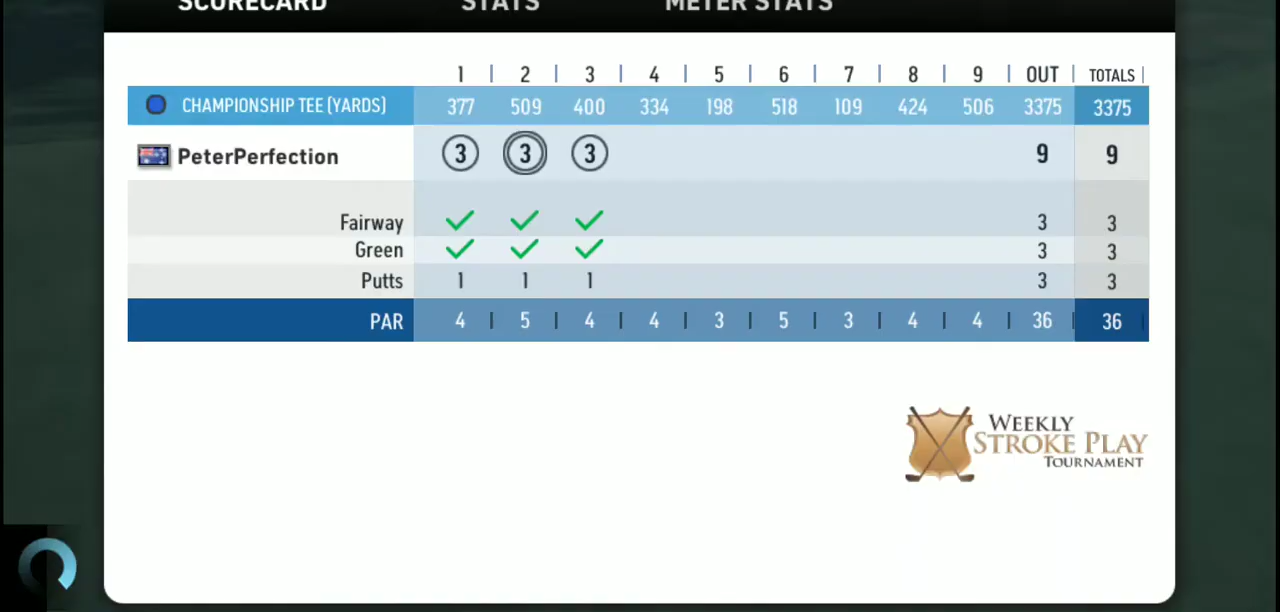 SCORECARD STATS METER STATS
1 | 2 | 3 | 4 | 5 | 6 | 7 | 8 | 9 | OUT | TOTALS |
CHAMPIONSHIP TEE (YARDS) 377 509 400 334 198 518 109 424 506 3375 3375
PeterPerfection 3 3 3 9 9
Fairway 3 3
Green 3 3
Putts 1 1 1 3 3
PAR 4 | 5 | 4 | 4 | 3 | 5 | 3 | 4 | 4 | 36 | 36
WEEKLY
STROKE PLAY
TOURNAMENT